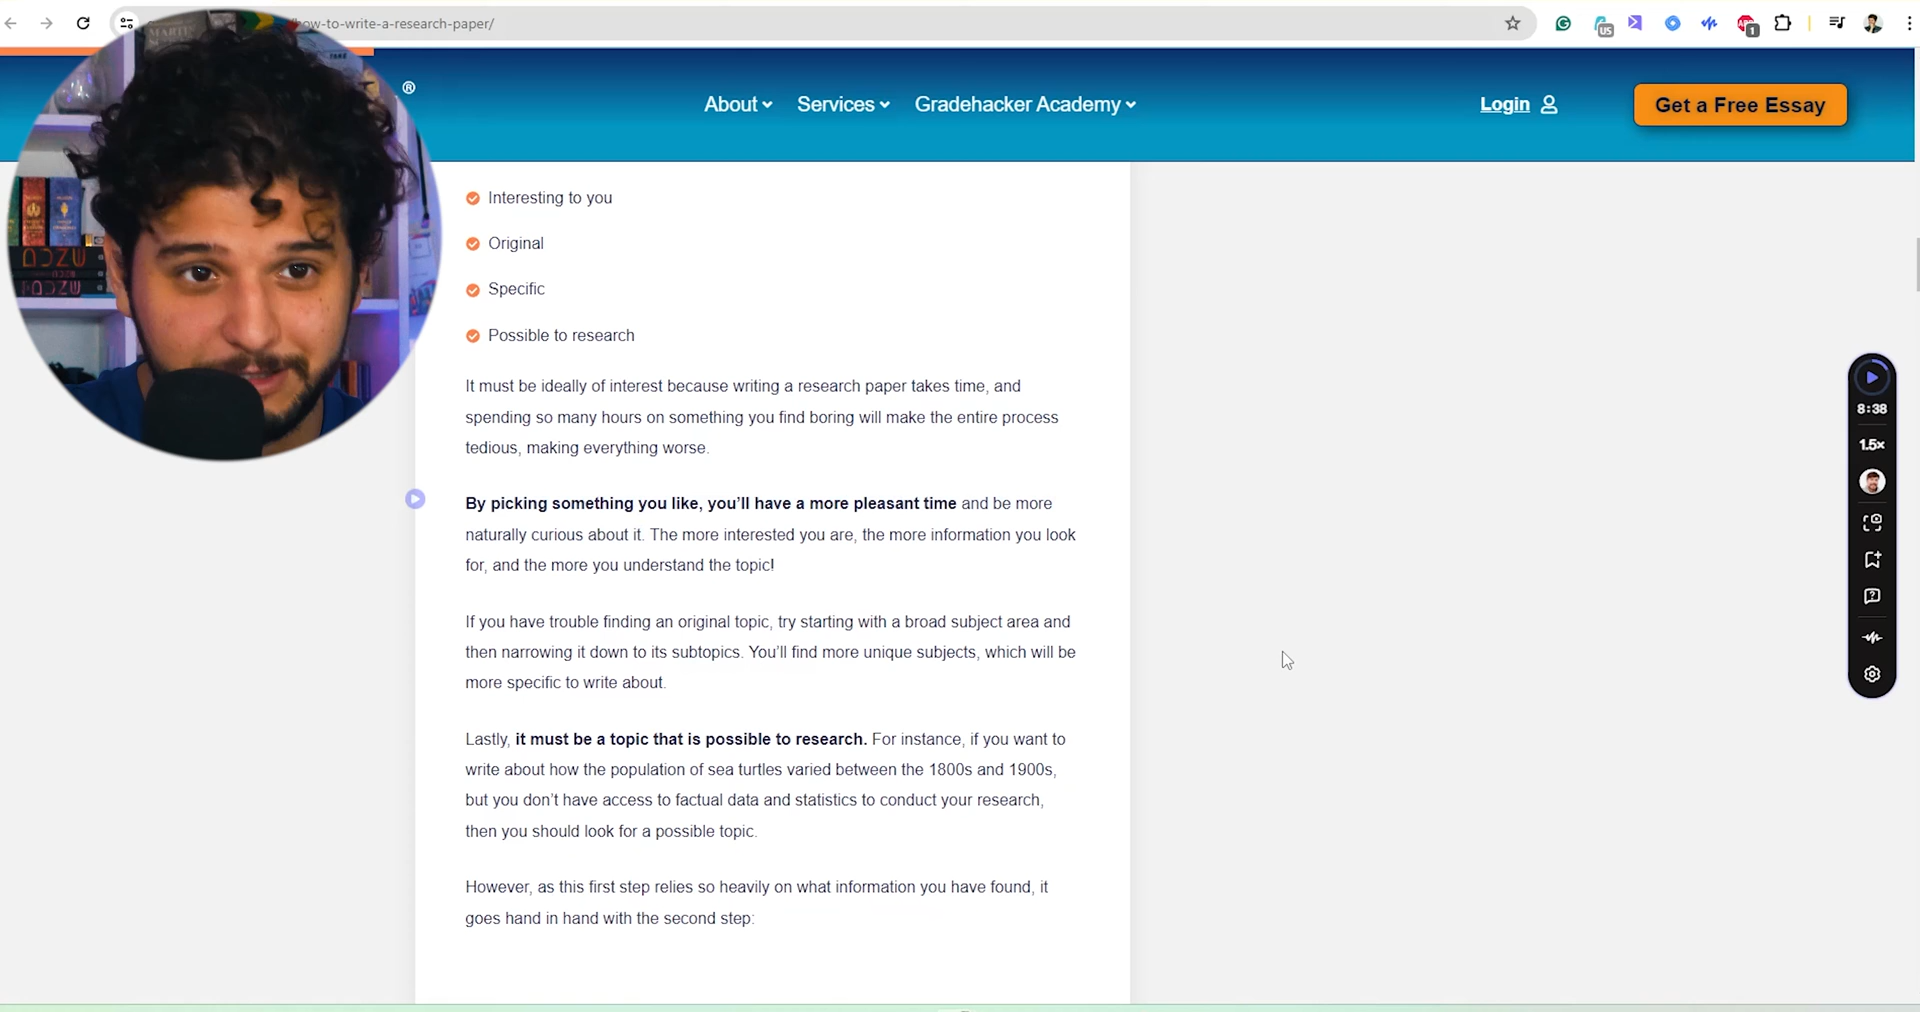 how-to-write-a-research-paper/
US
1
®
About
Services
Gradehacker Academy
Login
Get a Free Essay
Interesting to you
Original
Specific
Possible to research
It must be ideally of interest because writing a research paper takes time, and
spending so many hours on something you find boring will make the entire process
tedious, making everything worse.
By picking something you like, you’ll have a more pleasant time and be more
naturally curious about it. The more interested you are, the more information you look
for, and the more you understand the topic!
If you have trouble finding an original topic, try starting with a broad subject area and
then narrowing it down to its subtopics. You’ll find more unique subjects, which will be
more specific to write about.
Lastly, it must be a topic that is possible to research. For instance, if you want to
write about how the population of sea turtles varied between the 1800s and 1900s,
but you don’t have access to factual data and statistics to conduct your research,
then you should look for a possible topic.
However, as this first step relies so heavily on what information you have found, it
goes hand in hand with the second step:
8:38
1.5×